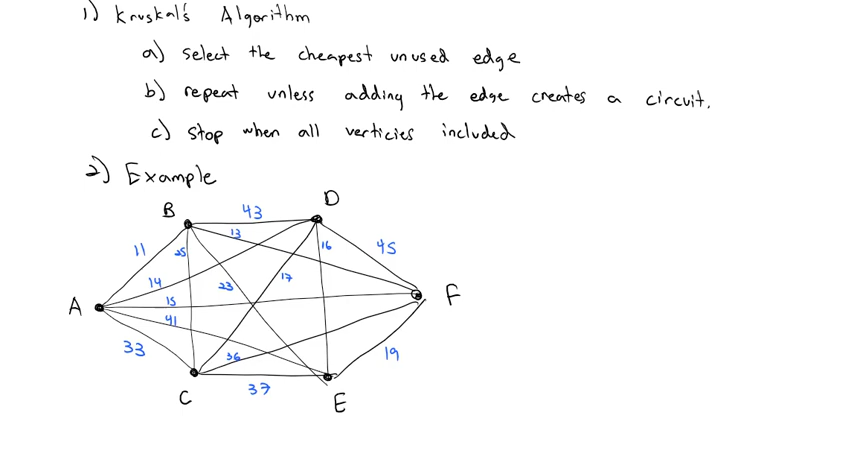 1) Kruskal's Algorithm
a) select the cheapest unused edge
b) repeat unless adding the edge creates a circuit.
c) stop when all verticies included
2) Example
B 43 D
13
11 25 16 45
14 23 17
A 15 F
41
33 36 19
C 37 E